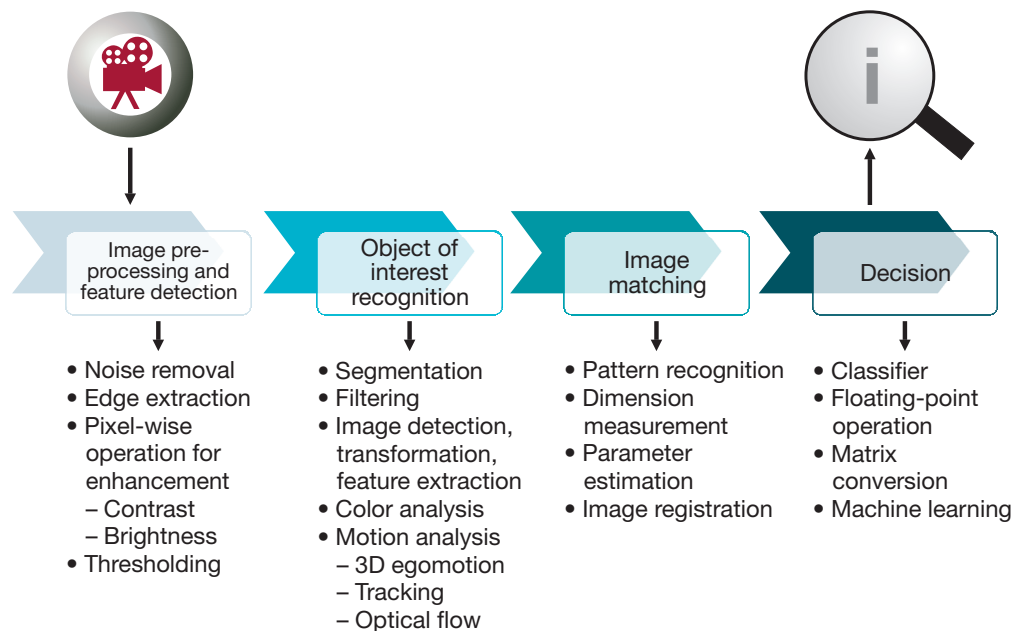 i
Image pre-
processing and
feature detection
Object of
interest
recognition
Image
matching
Decision
• Noise removal
• Edge extraction
• Pixel-wise
operation for
enhancement
– Contrast
– Brightness
• Thresholding
• Segmentation
• Filtering
• Image detection,
transformation,
feature extraction
• Color analysis
• Motion analysis
– 3D egomotion
– Tracking
– Optical flow
• Pattern recognition
• Dimension
measurement
• Parameter
estimation
• Image registration
• Classifier
• Floating-point
operation
• Matrix
conversion
• Machine learning